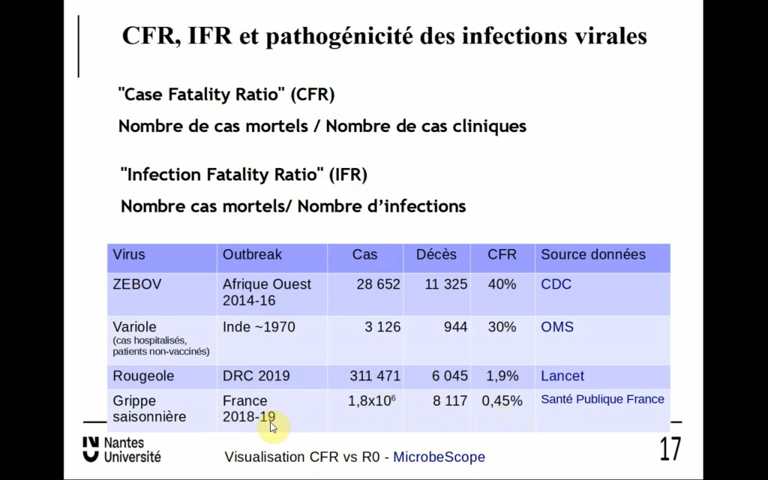 CFR, IFR et pathogénicité des infections virales
"Case Fatality Ratio" (CFR)
Nombre de cas mortels / Nombre de cas cliniques
"Infection Fatality Ratio" (IFR)
Nombre cas mortels/ Nombre d'infections
Virus Outbreak Cas Décès CFR Source données
ZEBOV Afrique Ouest 28 652 11 325 40% CDC
2014-16
Variole Inde ~1970 3 126 944 30% OMS
(cas hospitalisés,
patients non-vaccinés)
Rougeole DRC 2019 311 471 6 045 1,9% Lancet
Grippe France 1,8x10⁶ 8 117 0,45% Santé Publique France
saisonnière 2018-19
Nantes
Université
Visualisation CFR vs R0 - MicrobeScope
17